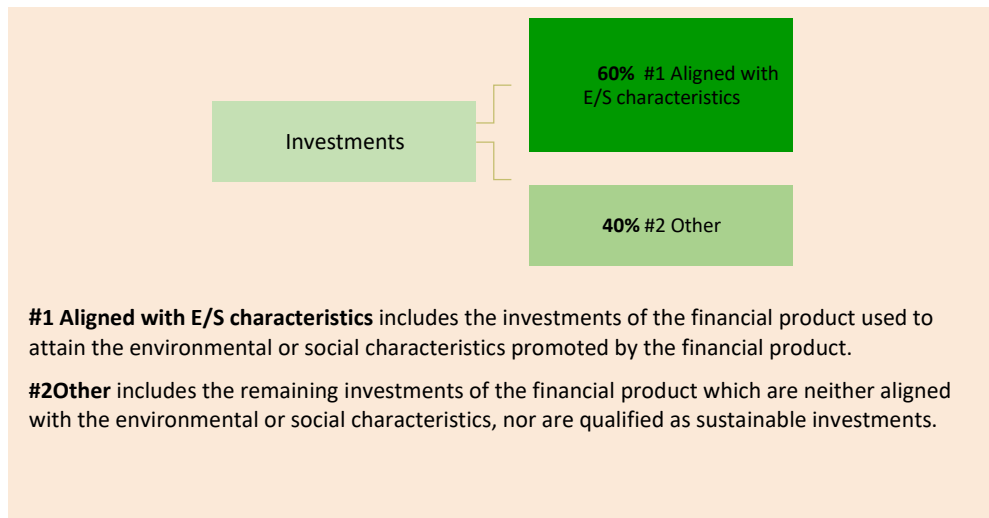 60% #1 Aligned with
E/S characteristics
Investments
40% #2 Other
#1 Aligned with E/S characteristics includes the investments of the financial product used to
attain the environmental or social characteristics promoted by the financial product.
#2Other includes the remaining investments of the financial product which are neither aligned
with the environmental or social characteristics, nor are qualified as sustainable investments.